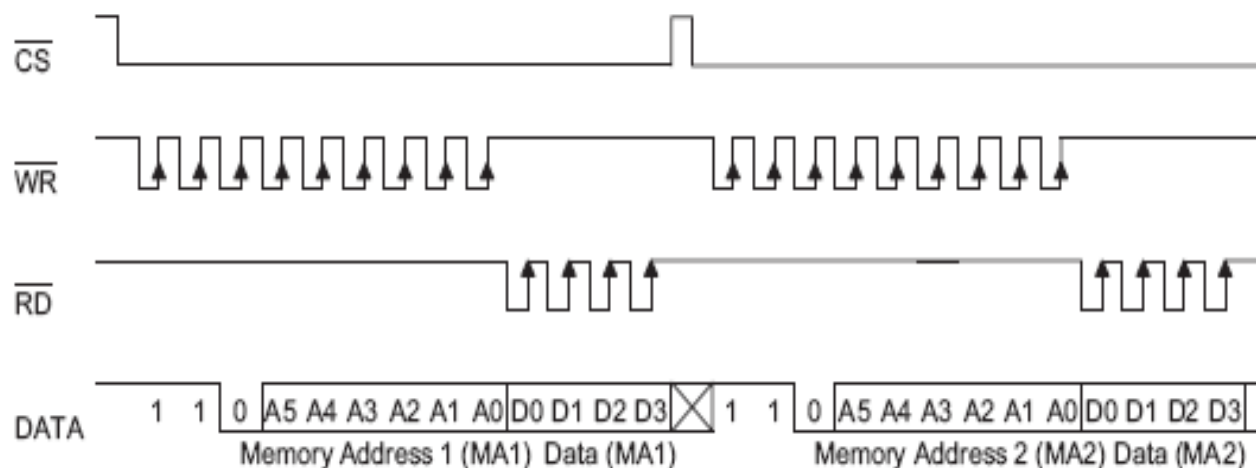 CS
WR
RD
DATA 1 1 0 A5 A4 A3 A2 A1 A0 D0 D1 D2 D3 1 1 0 A5 A4 A3 A2 A1 A0 D0 D1 D2 D3
Memory Address 1 (MA1) Data (MA1) Memory Address 2 (MA2) Data (MA2)